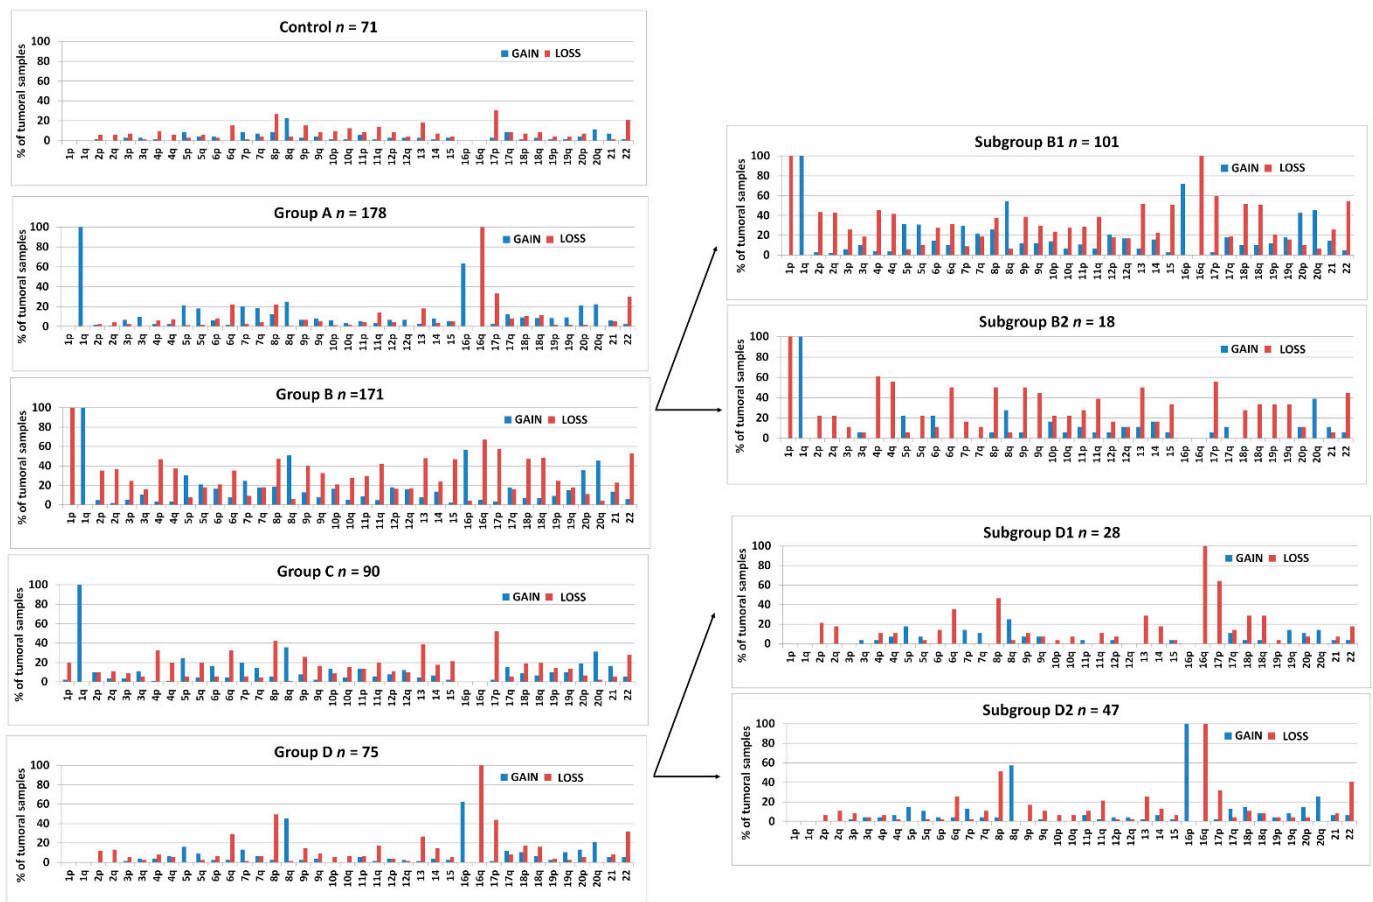 Control n = 71
GAIN LOSS
% of tumoral samples
100
80
60
40
20
0
1p 1q 2p 2q 3p 3q 4p 4q 5p 5q 6p 6q 7p 7q 8p 8q 9p 9q 10p 10q 11p 11q 12p 12q 13 14 15 16p 16q 17p 17q 18p 18q 19p 19q 20p 20q 21 22
Group A n = 178
GAIN LOSS
% of tumoral samples
100
80
60
40
20
0
1p 1q 2p 2q 3p 3q 4p 4q 5p 5q 6p 6q 7p 7q 8p 8q 9p 9q 10p 10q 11p 11q 12p 12q 13 14 15 16p 16q 17p 17q 18p 18q 19p 19q 20p 20q 21 22
Group B n =171
GAIN LOSS
% of tumoral samples
100
80
60
40
20
0
1p 1q 2p 2q 3p 3q 4p 4q 5p 5q 6p 6q 7p 7q 8p 8q 9p 9q 10p 10q 11p 11q 12p 12q 13 14 15 16p 16q 17p 17q 18p 18q 19p 19q 20p 20q 21 22
Group C n = 90
GAIN LOSS
% of tumoral samples
100
80
60
40
20
0
1p 1q 2p 2q 3p 3q 4p 4q 5p 5q 6p 6q 7p 7q 8p 8q 9p 9q 10p 10q 11p 11q 12p 12q 13 14 15 16p 16q 17p 17q 18p 18q 19p 19q 20p 20q 21 22
Group D n = 75
GAIN LOSS
% of tumoral samples
100
80
60
40
20
0
1p 1q 2p 2q 3p 3q 4p 4q 5p 5q 6p 6q 7p 7q 8p 8q 9p 9q 10p 10q 11p 11q 12p 12q 13 14 15 16p 16q 17p 17q 18p 18q 19p 19q 20p 20q 21 22
Subgroup B1 n = 101
GAIN LOSS
% of tumoral samples
100
80
60
40
20
0
1p 1q 2p 2q 3p 3q 4p 4q 5p 5q 6p 6q 7p 7q 8p 8q 9p 9q 10p 10q 11p 11q 12p 12q 13 14 15 16p 16q 17p 17q 18p 18q 19p 19q 20p 20q 21 22
Subgroup B2 n = 18
GAIN LOSS
% of tumoral samples
100
80
60
40
20
0
1p 1q 2p 2q 3p 3q 4p 4q 5p 5q 6p 6q 7p 7q 8p 8q 9p 9q 10p 10q 11p 11q 12p 12q 13 14 15 16p 16q 17p 17q 18p 18q 19p 19q 20p 20q 21 22
Subgroup D1 n = 28
GAIN LOSS
% of tumoral samples
100
80
60
40
20
0
1p 1q 2p 2q 3p 3q 4p 4q 5p 5q 6p 6q 7p 7q 8p 8q 9p 9q 10p 10q 11p 11q 12p 12q 13 14 15 16p 16q 17p 17q 18p 18q 19p 19q 20p 20q 21 22
Subgroup D2 n = 47
GAIN LOSS
% of tumoral samples
100
80
60
40
20
0
1p 1q 2p 2q 3p 3q 4p 4q 5p 5q 6p 6q 7p 7q 8p 8q 9p 9q 10p 10q 11p 11q 12p 12q 13 14 15 16p 16q 17p 17q 18p 18q 19p 19q 20p 20q 21 22